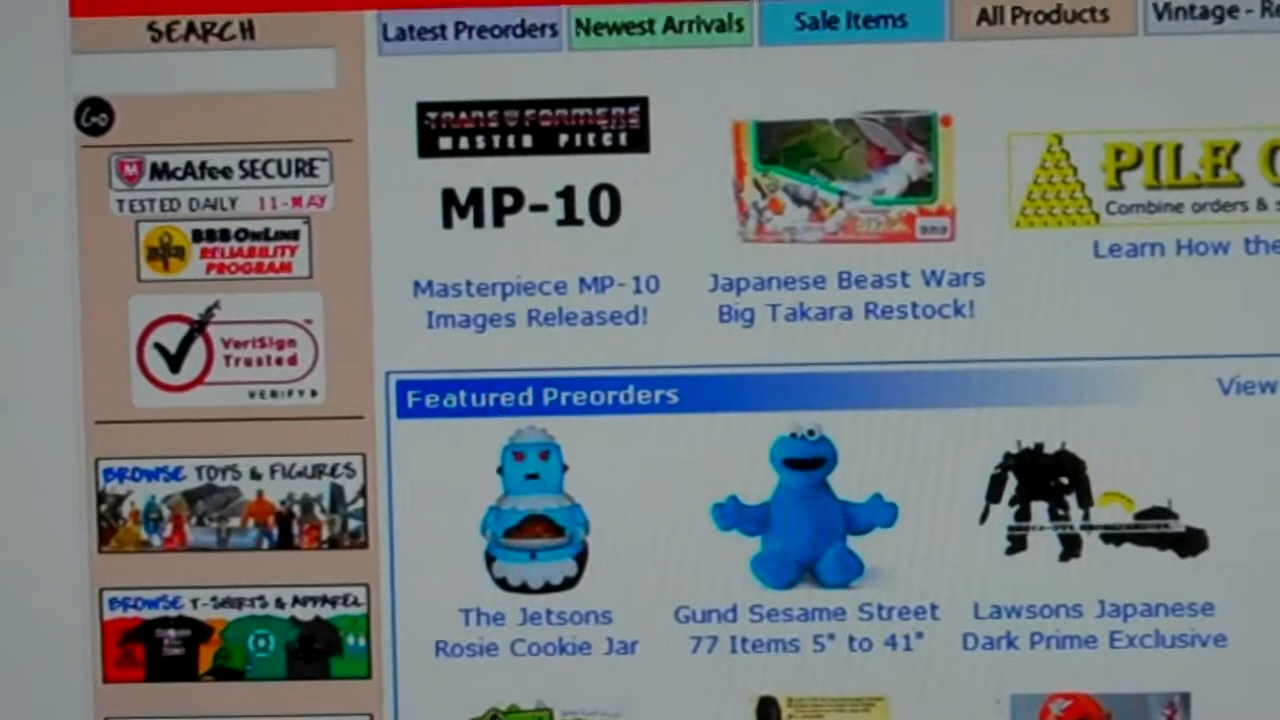 SEARCH
Go
McAfee SECURE
TESTED DAILY 11-MAY
BBB ONLINE
RELIABILITY
PROGRAM
VeriSign
Trusted
VERIFY
BROWSE TOYS & FIGURES
BROWSE T-SHIRTS & APPAREL
Latest Preorders
Newest Arrivals
Sale Items
All Products
Vintage - Re
TRANSFORMERS
MASTER PIECE
MP-10
Masterpiece MP-10
Images Released!
Japanese Beast Wars
Big Takara Restock!
PILE
Combine orders &
Learn How the
Featured Preorders
View
The Jetsons
Rosie Cookie Jar
Gund Sesame Street
77 Items 5" to 41"
Lawsons Japanese
Dark Prime Exclusive